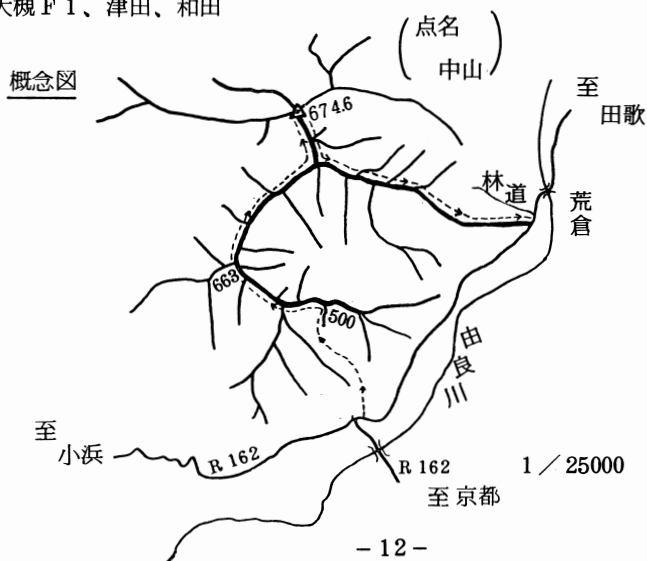 大槻F1、津田、和田
点名
中山
概念図
674.6
至
田歌
林道
荒倉
663
500
由良川
至
小浜
R 162
R 162
1／25000
至京都
－12－